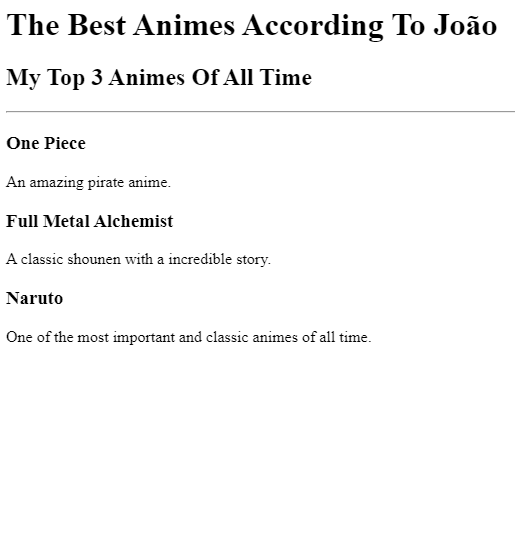 The Best Animes According To João
My Top 3 Animes Of All Time
One Piece
An amazing pirate anime.
Full Metal Alchemist
A classic shounen with a incredible story.
Naruto
One of the most important and classic animes of all time.